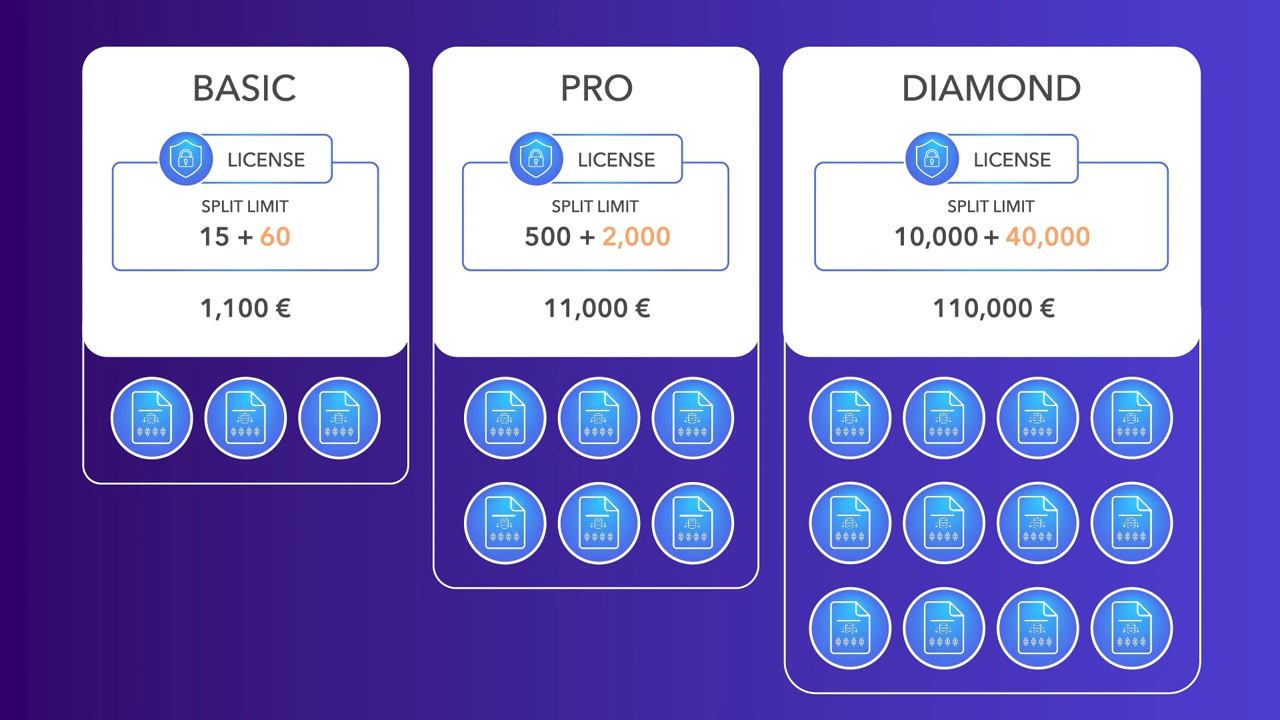 BASIC
LICENSE
SPLIT LIMIT
15 + 60
1,100 €
PRO
LICENSE
SPLIT LIMIT
500 + 2,000
11,000 €
DIAMOND
LICENSE
SPLIT LIMIT
10,000 + 40,000
110,000 €